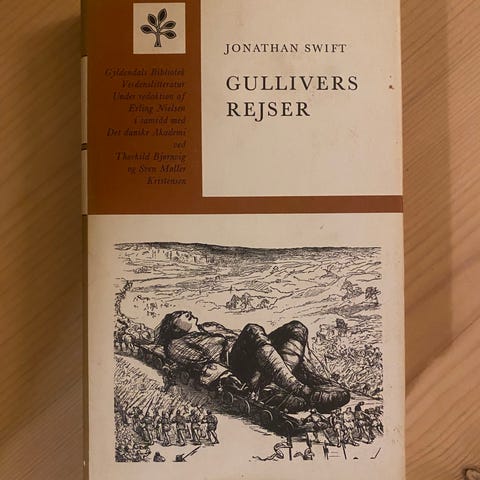 Gyldendals Bibliotek
Verdenslitteratur
Under redaktion af
Erling Nielsen
i samråd med
Det danske Akademi
ved
Thorkild Bjørnvig
og Sven Møller
Kristensen
JONATHAN SWIFT
GULLIVERS
REJSER